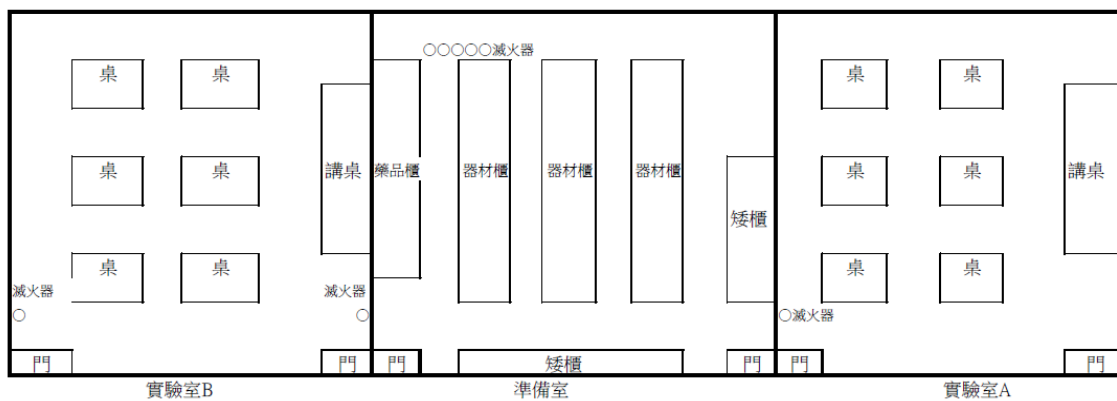 ○○○○○滅火器
桌 桌 桌 桌
桌 桌 講桌 藥品櫃 器材櫃 器材櫃 器材櫃 桌 桌 講桌
矮櫃
桌 桌 桌 桌
滅火器 滅火器
○ ○ ○滅火器
門 門 門 矮櫃 門 門 門
實驗室B 準備室 實驗室A